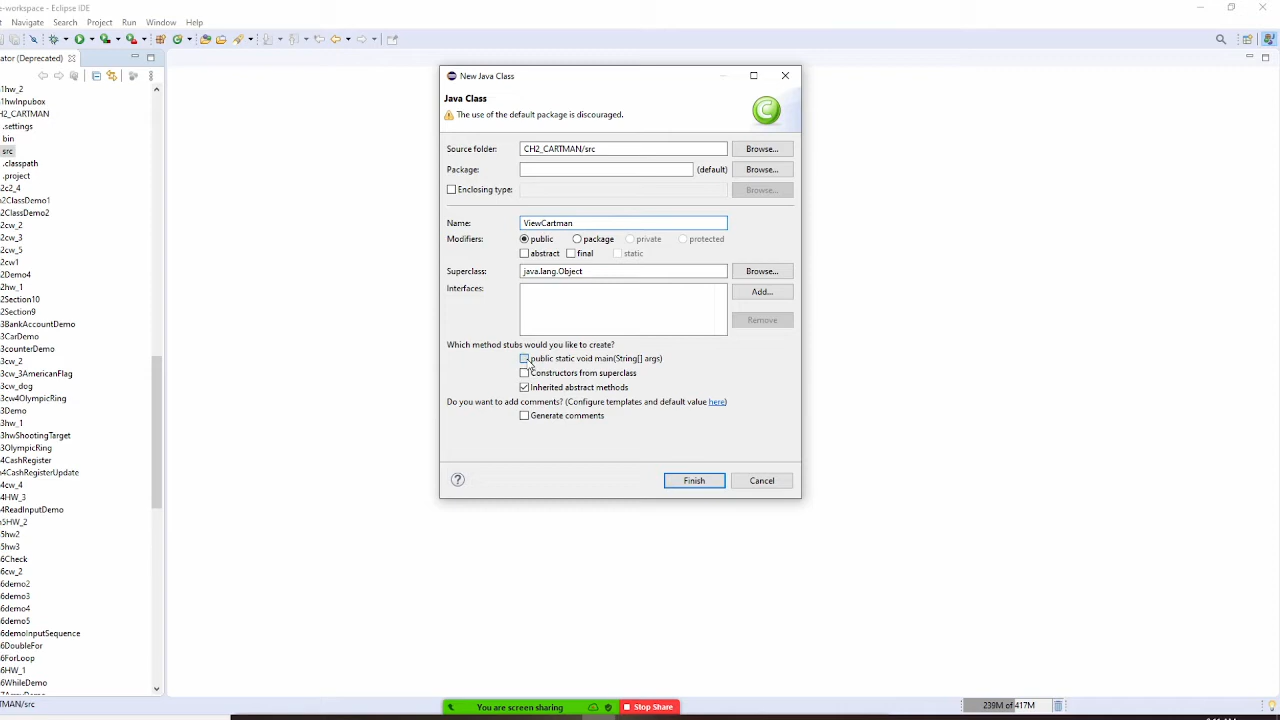 e-workspace - Eclipse IDE
t Navigate Search Project Run Window Help
ator (Deprecated)
1hw_2
1hwInpubox
H2_CARTMAN
.settings
bin
src
.classpath
.project
2c2_4
2ClassDemo1
2ClassDemo2
2cw_2
2cw_3
2cw_5
2cw1
2Demo4
2hw_1
2Section10
2Section9
3BankAccountDemo
3CarDemo
3counterDemo
3cw_2
3cw_3AmericanFlag
3cw_dog
3cw4OlympicRing
3Demo
3hw_1
3hwShootingTarget
3OlympicRing
4CashRegister
4CashRegisterUpdate
4cw_4
4HW_3
4ReadInputDemo
5HW_2
5hw2
5hw3
6Check
6cw_2
6demo2
6demo3
6demo4
6demo5
6demoInputSequence
6DoubleFor
6ForLoop
6HW_1
6WhileDemo
New Java Class
Java Class
The use of the default package is discouraged.
Source folder: CH2_CARTMAN/src Browse...
Package: (default) Browse...
Enclosing type: Browse...
Name: ViewCartman
Modifiers: public package private protected
abstract final static
Superclass: java.lang.Object Browse...
Interfaces: Add...
Remove
Which method stubs would you like to create?
public static void main(String[] args)
Constructors from superclass
Inherited abstract methods
Do you want to add comments? (Configure templates and default value here)
Generate comments
? Finish Cancel
TMAN/src
239M of 417M
You are screen sharing Stop Share